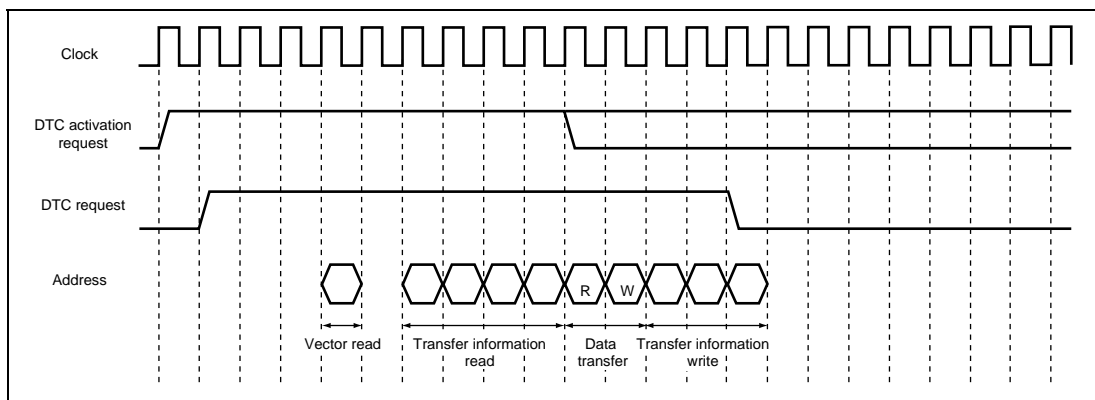 Clock
DTC activation
request
DTC request
Address
R W
Vector read
Transfer information
read
Data
transfer
Transfer information
write